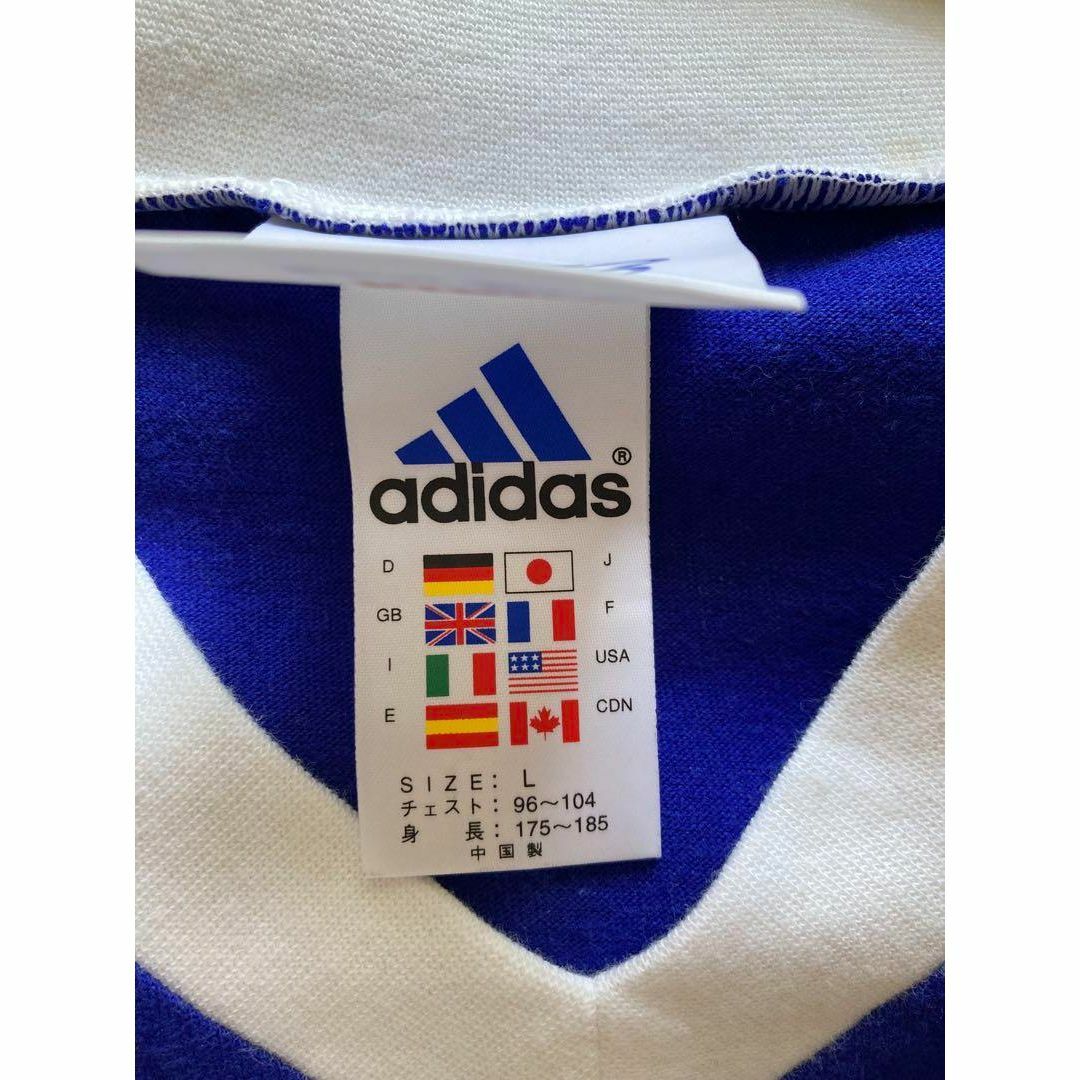 adidas®
D J
GB F
I USA
E CDN
SIZE: L
チェスト: 96〜104
身 長: 175〜185
中国製